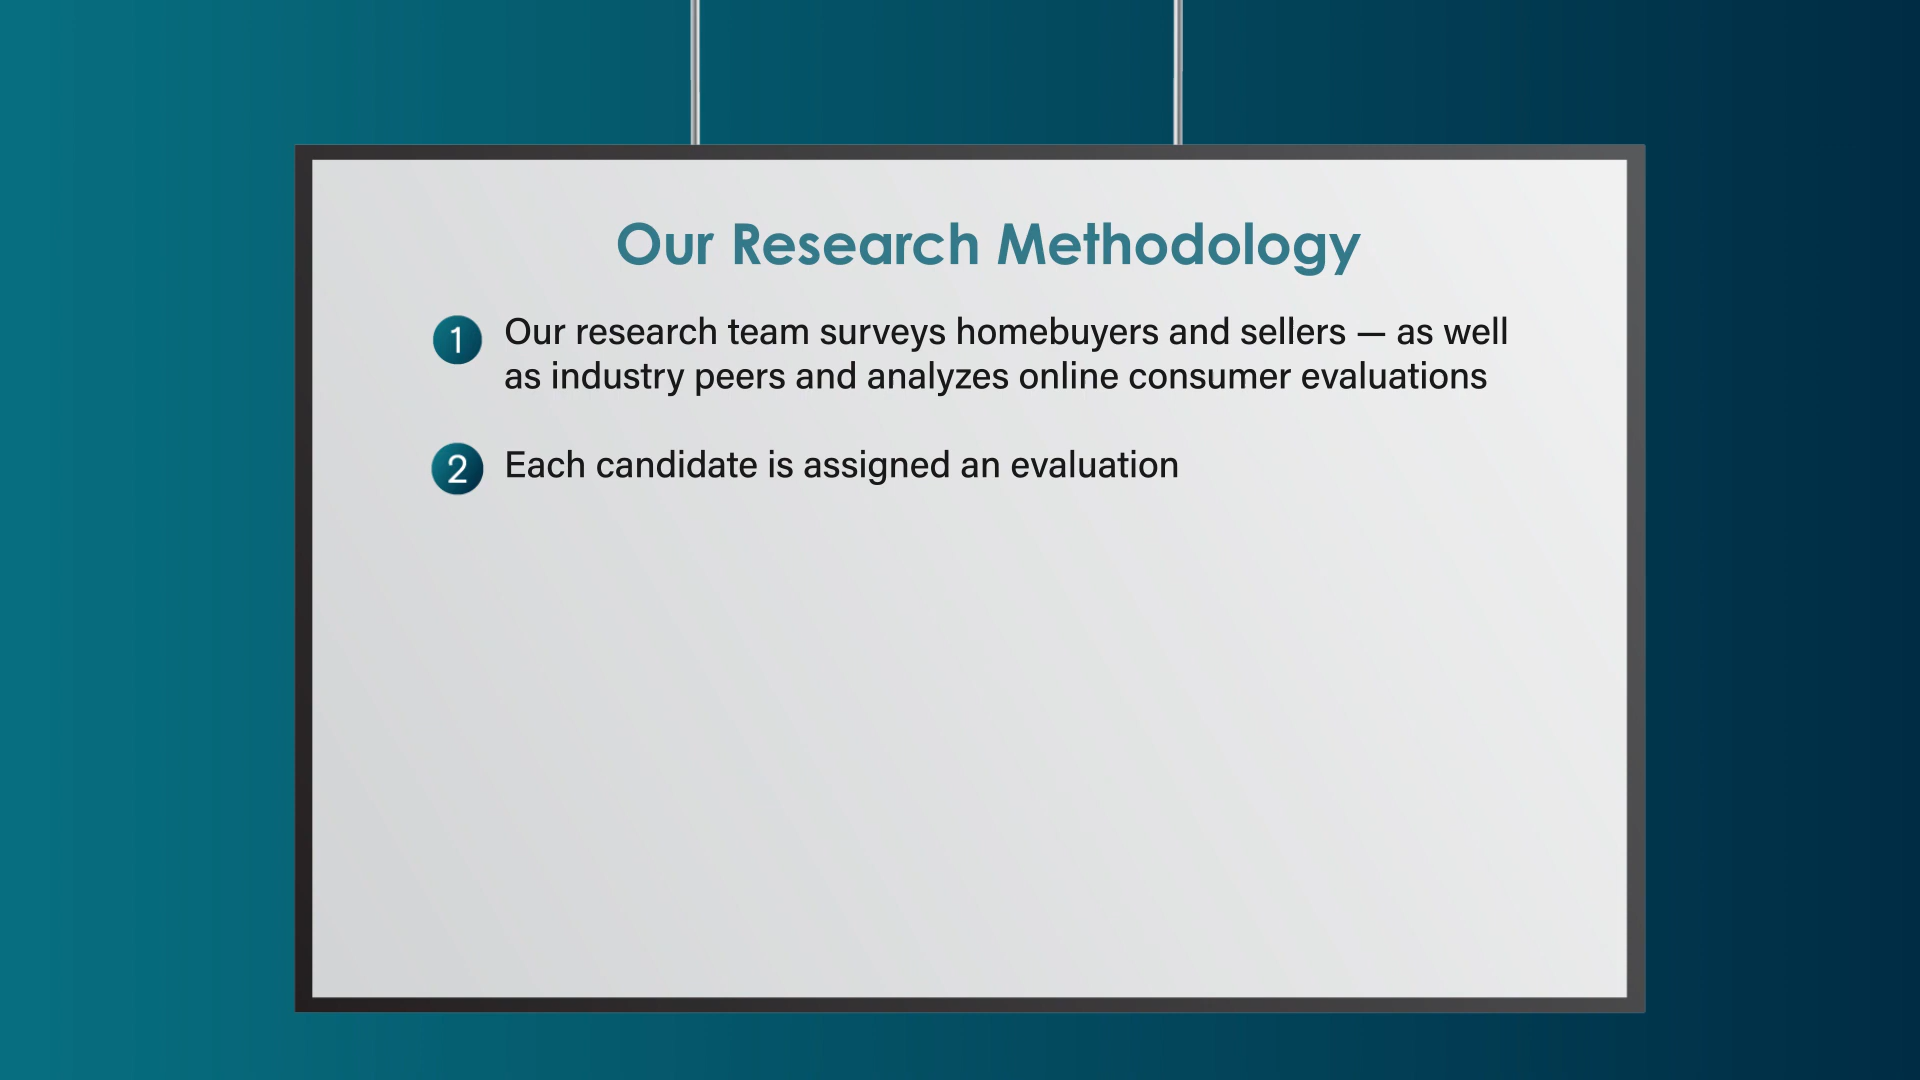 Our Research Methodology
1 Our research team surveys homebuyers and sellers — as well
as industry peers and analyzes online consumer evaluations
2 Each candidate is assigned an evaluation